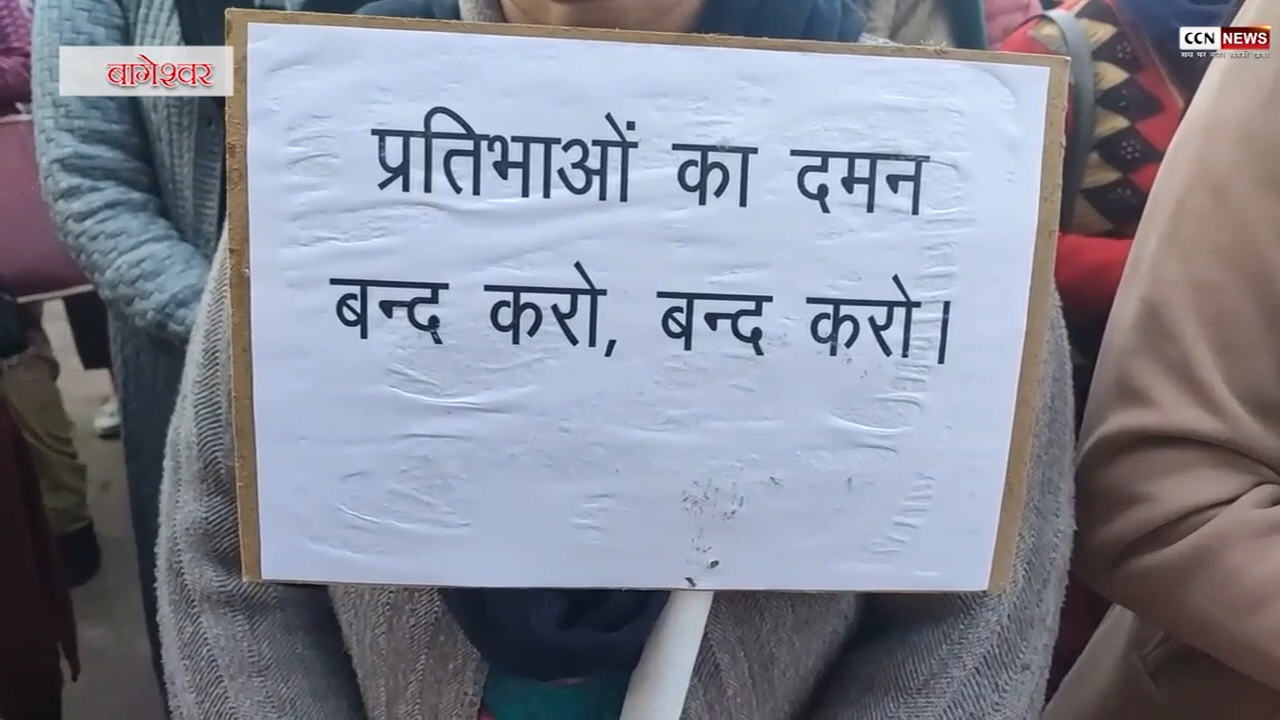 बागेश्वर
CCN NEWS
प्रतिभाओं का दमन
बन्द करो, बन्द करो।